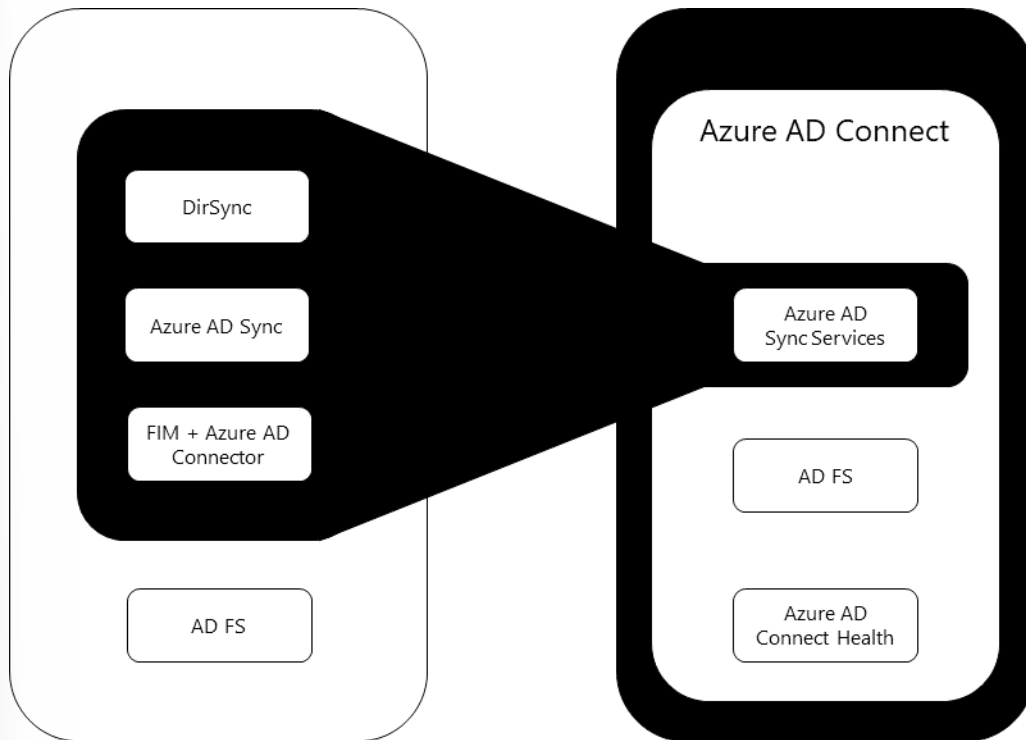 DirSync
Azure AD Sync
FIM + Azure AD
Connector
AD FS
Azure AD Connect
Azure AD
Sync Services
AD FS
Azure AD
Connect Health